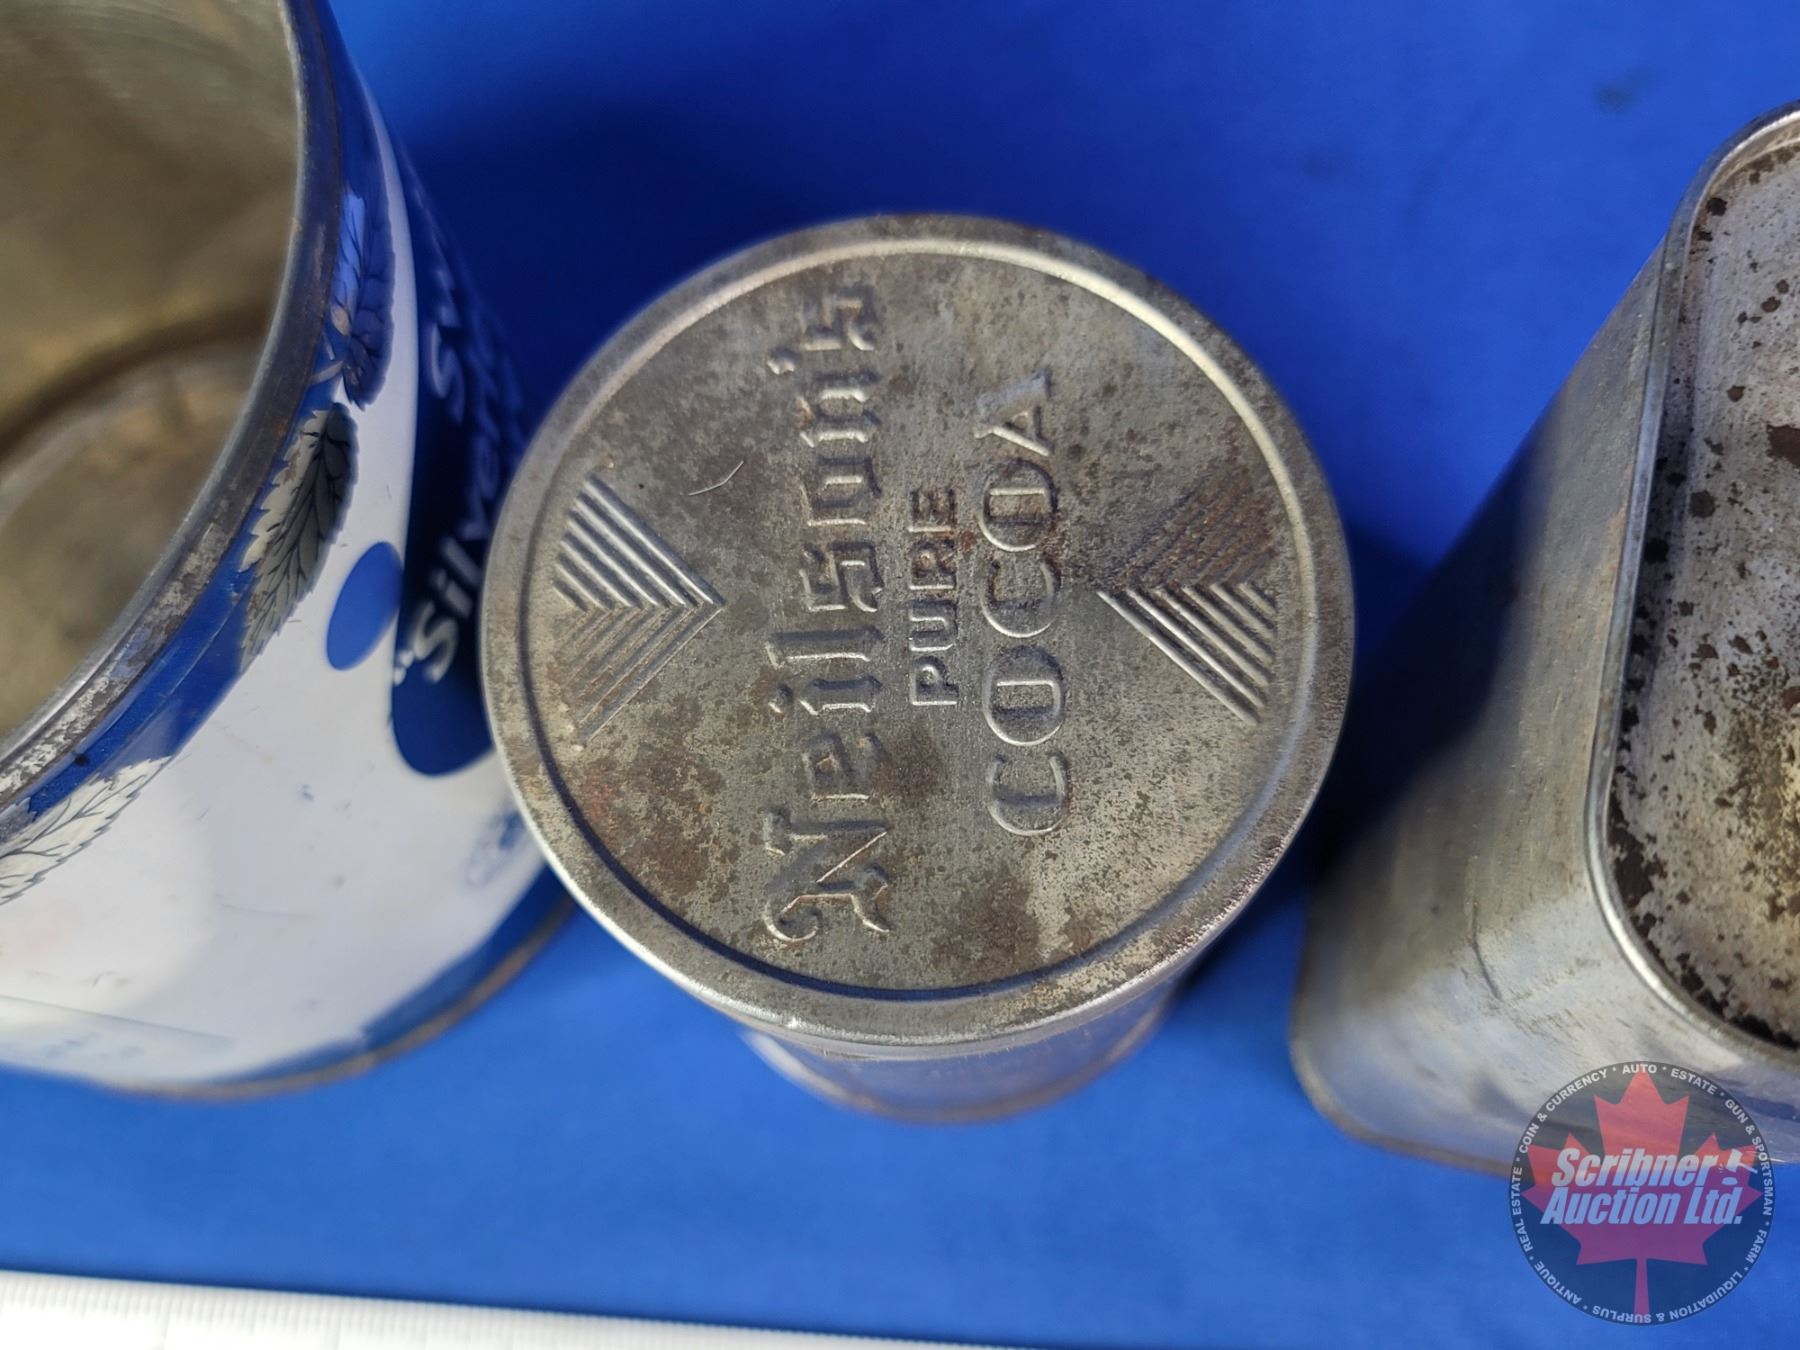 Neilson's
PURE
COCOA
"Silver
COIN & CURRENCY · AUTO · ESTATE · GUN & SPORTSMAN · FARM · LIQUIDATION & SURPLUS · ANTIQUE · REAL ESTATE ·
Scribner
Auction Ltd.